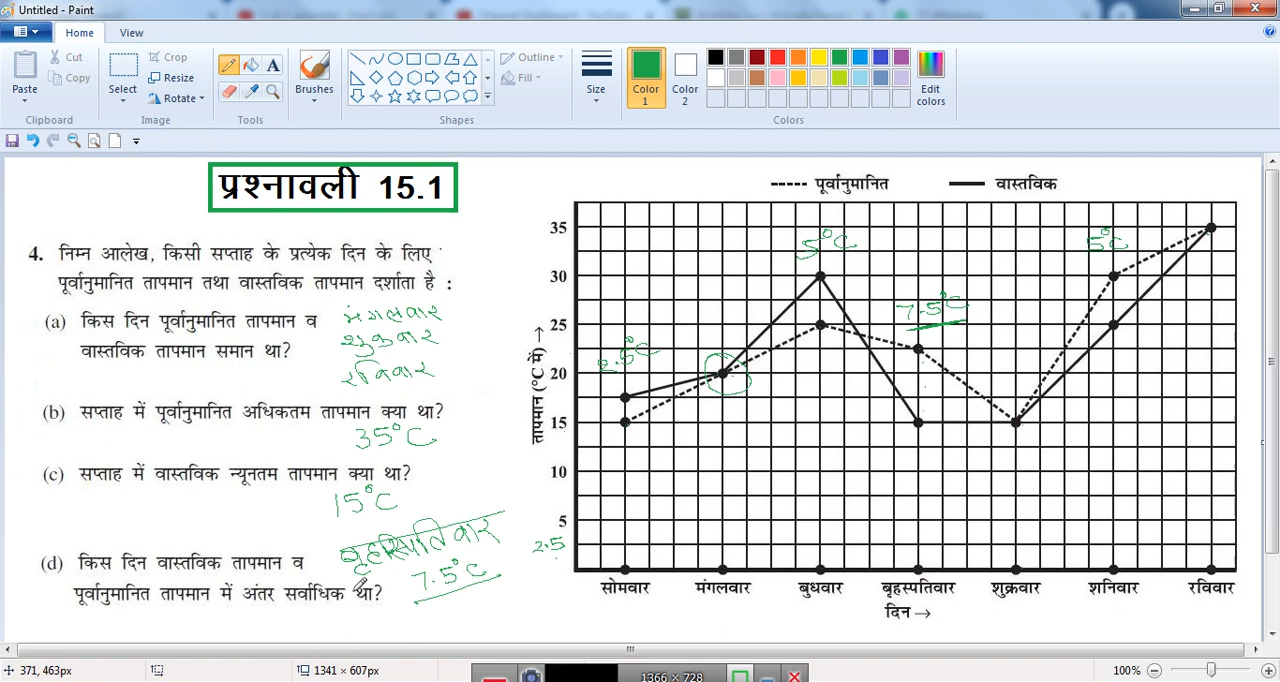 Untitled - Paint
Home
View
Paste
Cut
Copy
Clipboard
Select
Crop
Resize
Rotate
Image
Tools
Brushes
Shapes
Outline
Fill
Size
Color 1
Color 2
Edit colors
Colors
प्रश्नावली 15.1
4. निम्न आलेख, किसी सप्ताह के प्रत्येक दिन के लिए
पूर्वानुमानित तापमान तथा वास्तविक तापमान दर्शाता है :
(a) किस दिन पूर्वानुमानित तापमान व
वास्तविक तापमान समान था?
मंगलवार
शुक्रवार
रविवार
(b) सप्ताह में पूर्वानुमानित अधिकतम तापमान क्या था?
35°C
(c) सप्ताह में वास्तविक न्यूनतम तापमान क्या था?
15°C
(d) किस दिन वास्तविक तापमान व
पूर्वानुमानित तापमान में अंतर सर्वाधिक था?
बृहस्पतिवार
7.5°C
पूर्वानुमानित
वास्तविक
तापमान (°C में) →
35
30
25
20
15
10
5
2.5
2.5°C
5°C
7.5°C
5°C
सोमवार मंगलवार बुधवार बृहस्पतिवार शुक्रवार शनिवार रविवार
दिन →
371, 463px
1341 × 607px
1366 × 728
100%